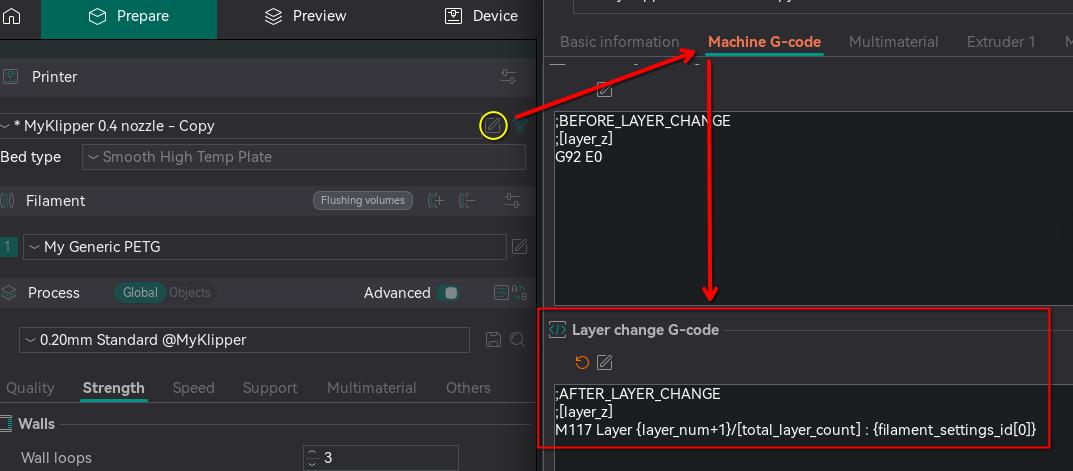 Prepare
Preview
Device
Printer
* MyKlipper 0.4 nozzle - Copy
Bed type
Smooth High Temp Plate
Filament
Flushing volumes
1
My Generic PETG
Process
Global
Objects
Advanced
0.20mm Standard @MyKlipper
Quality
Strength
Speed
Support
Multimaterial
Others
Walls
Wall loops
3
Basic information
Machine G-code
Multimaterial
Extruder 1
;BEFORE_LAYER_CHANGE
;[layer_z]
G92 E0
Layer change G-code
;AFTER_LAYER_CHANGE
;[layer_z]
M117 Layer {layer_num+1}/[total_layer_count] : {filament_settings_id[0]}